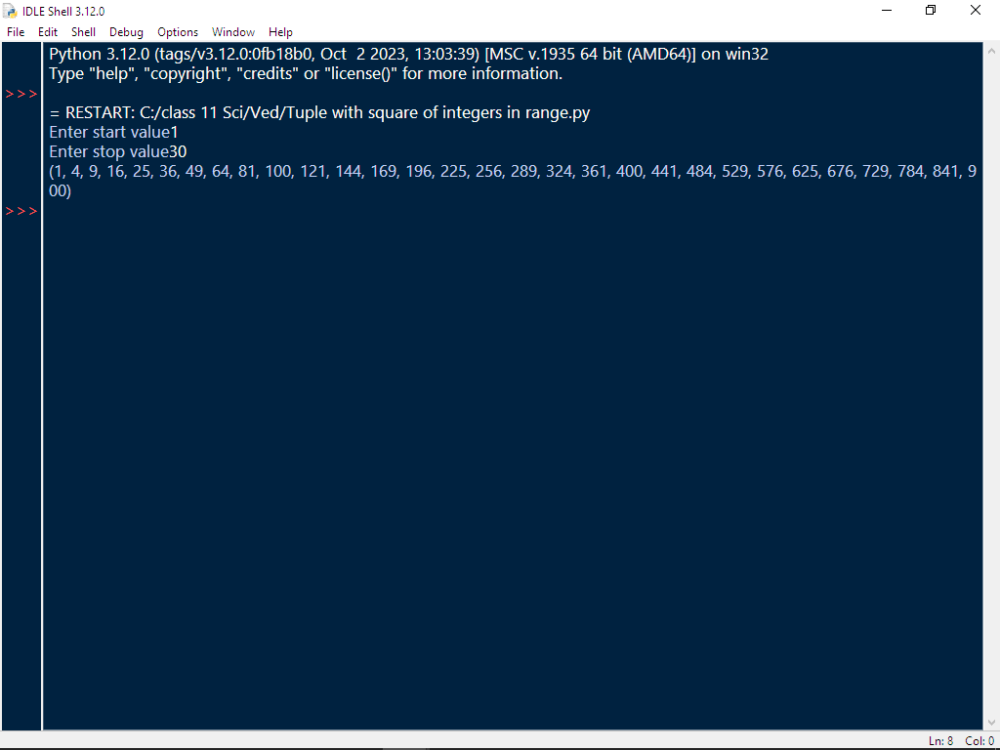 IDLE Shell 3.12.0
File Edit Shell Debug Options Window Help
Python 3.12.0 (tags/v3.12.0:0fb18b0, Oct  2 2023, 13:03:39) [MSC v.1935 64 bit (AMD64)] on win32
Type "help", "copyright", "credits" or "license()" for more information.
>>>
= RESTART: C:/class 11 Sci/Ved/Tuple with square of integers in range.py
Enter start value1
Enter stop value30
(1, 4, 9, 16, 25, 36, 49, 64, 81, 100, 121, 144, 169, 196, 225, 256, 289, 324, 361, 400, 441, 484, 529, 576, 625, 676, 729, 784, 841, 9
00)
>>>
Ln: 8 Col: 0